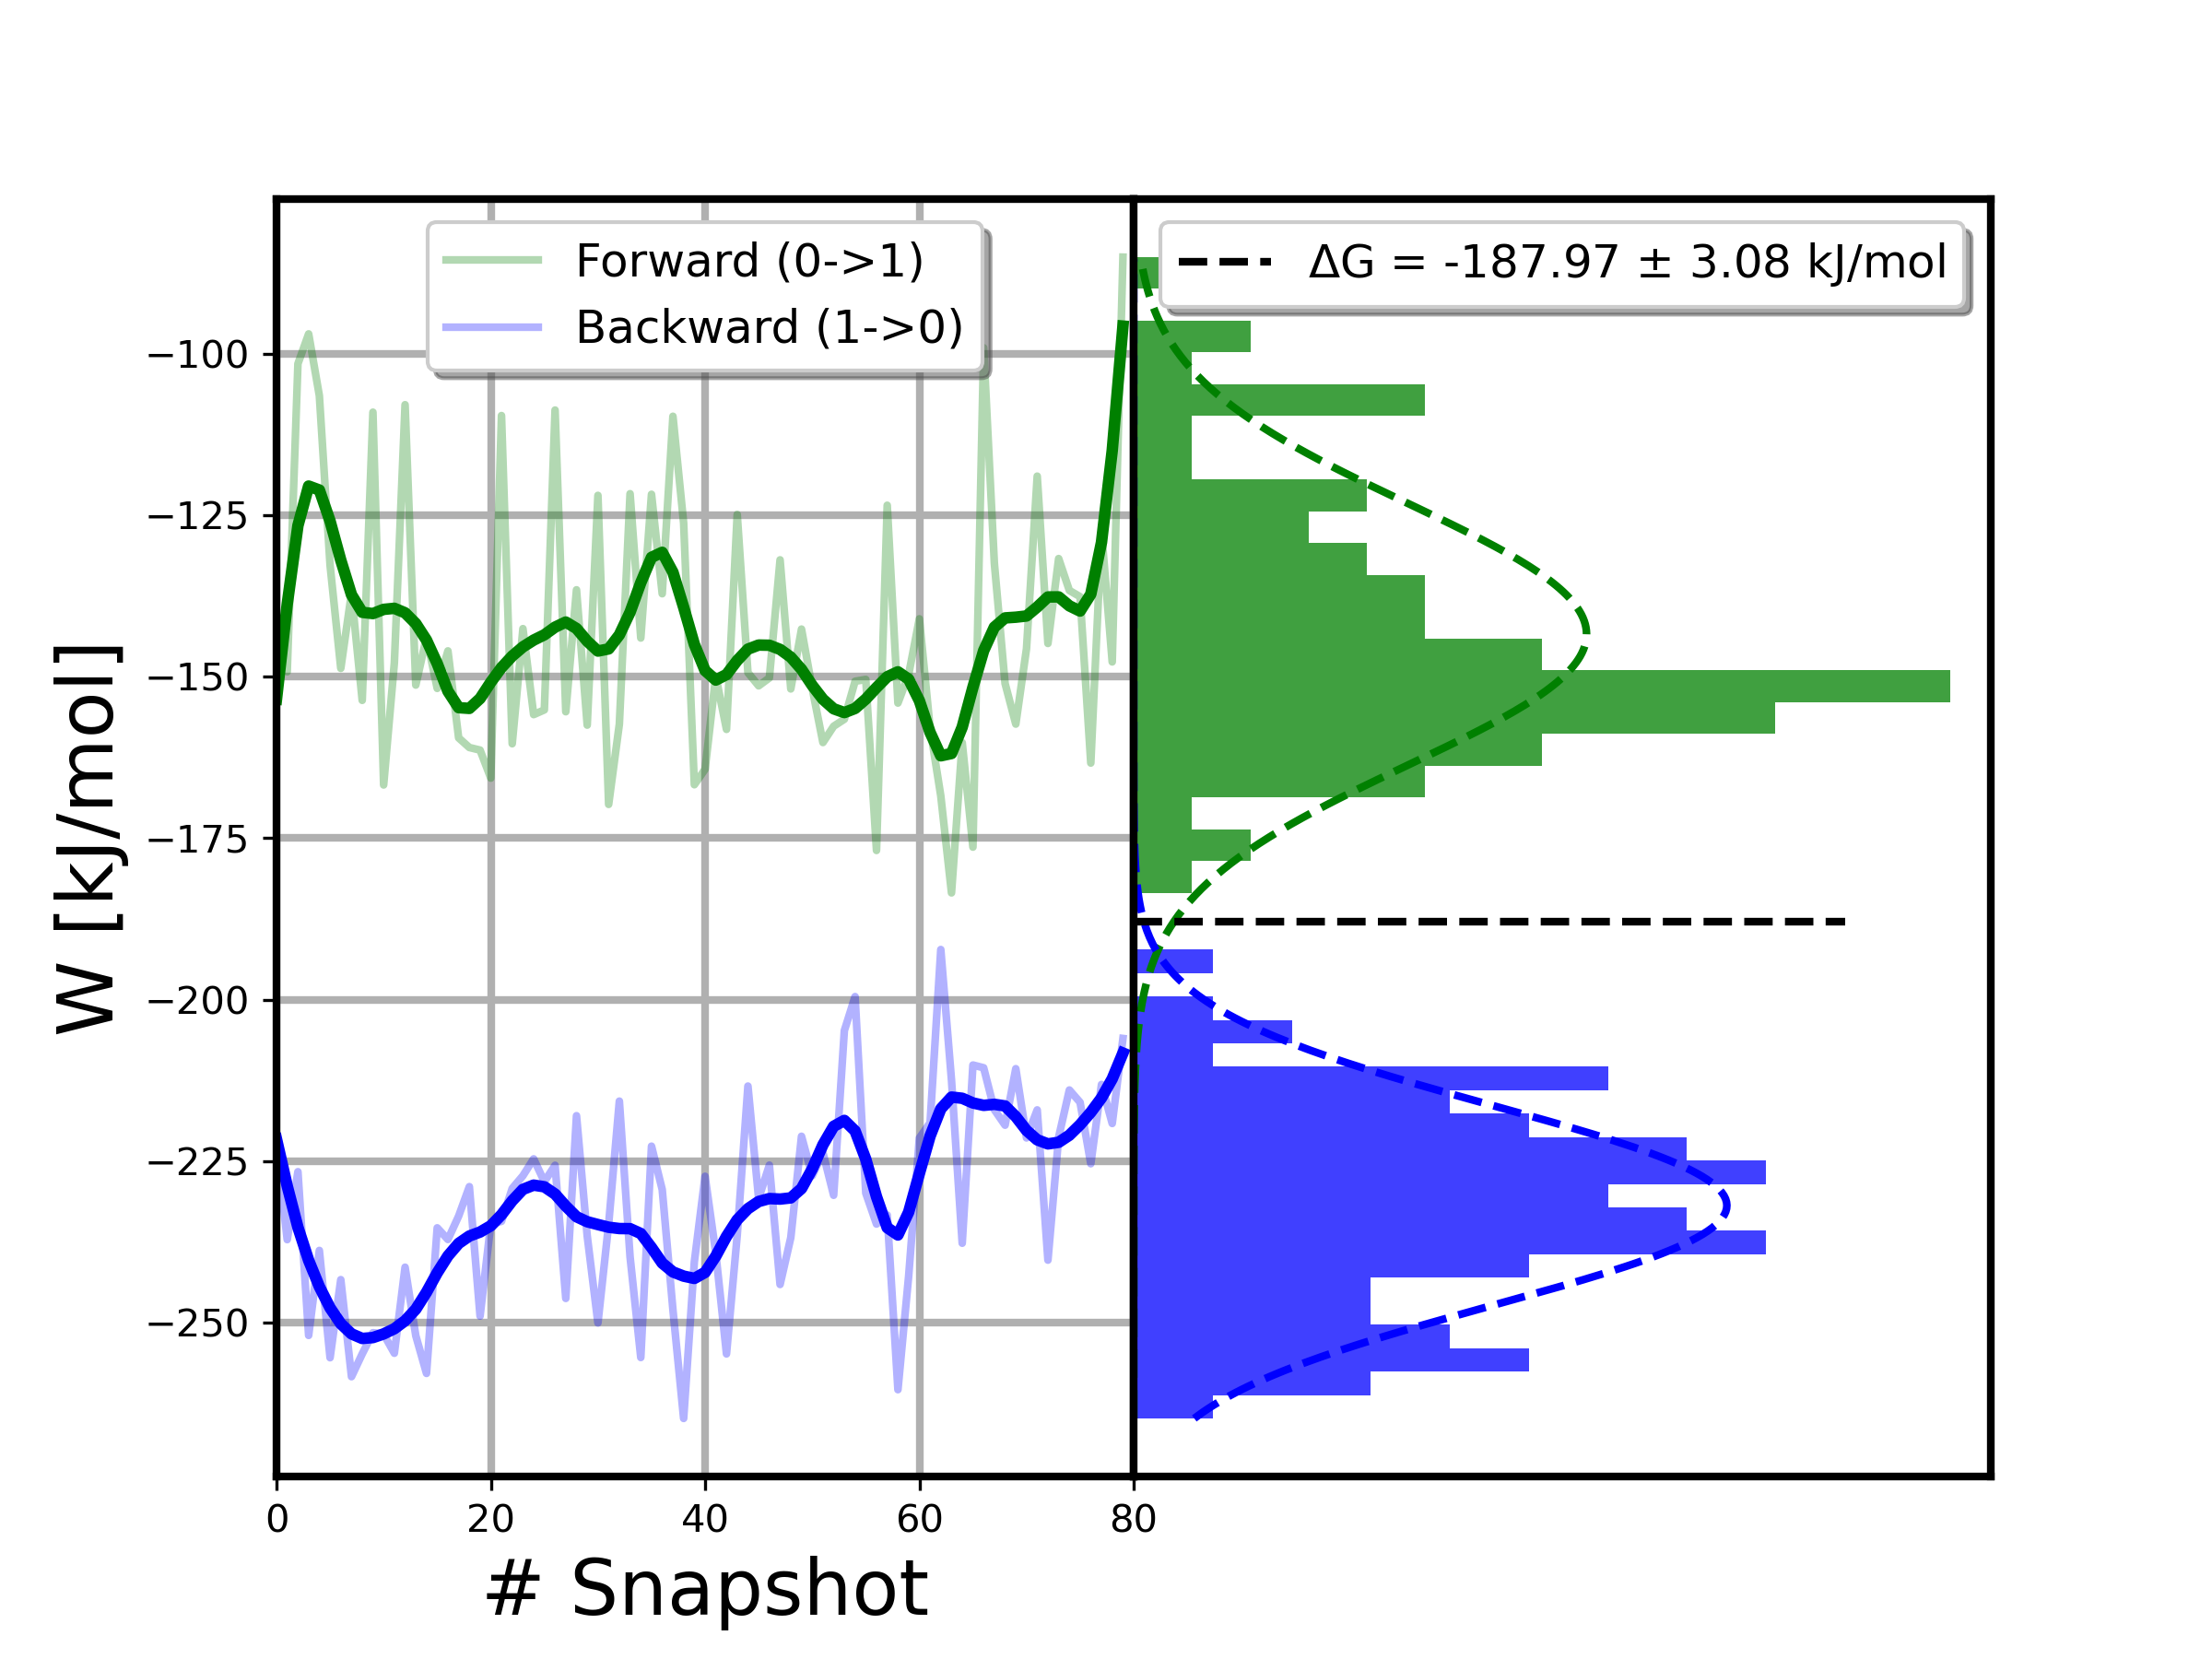 Forward (0->1)
Backward (1->0)
ΔG = -187.97 ± 3.08 kJ/mol
W [kJ/mol]
−100
−125
−150
−175
−200
−225
−250
0 20 40 60 80
# Snapshot